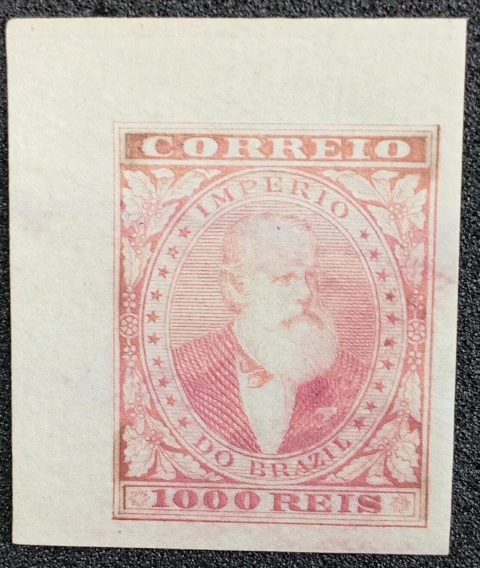 CORREIO
IMPERIO
DO BRAZIL
1000 REIS